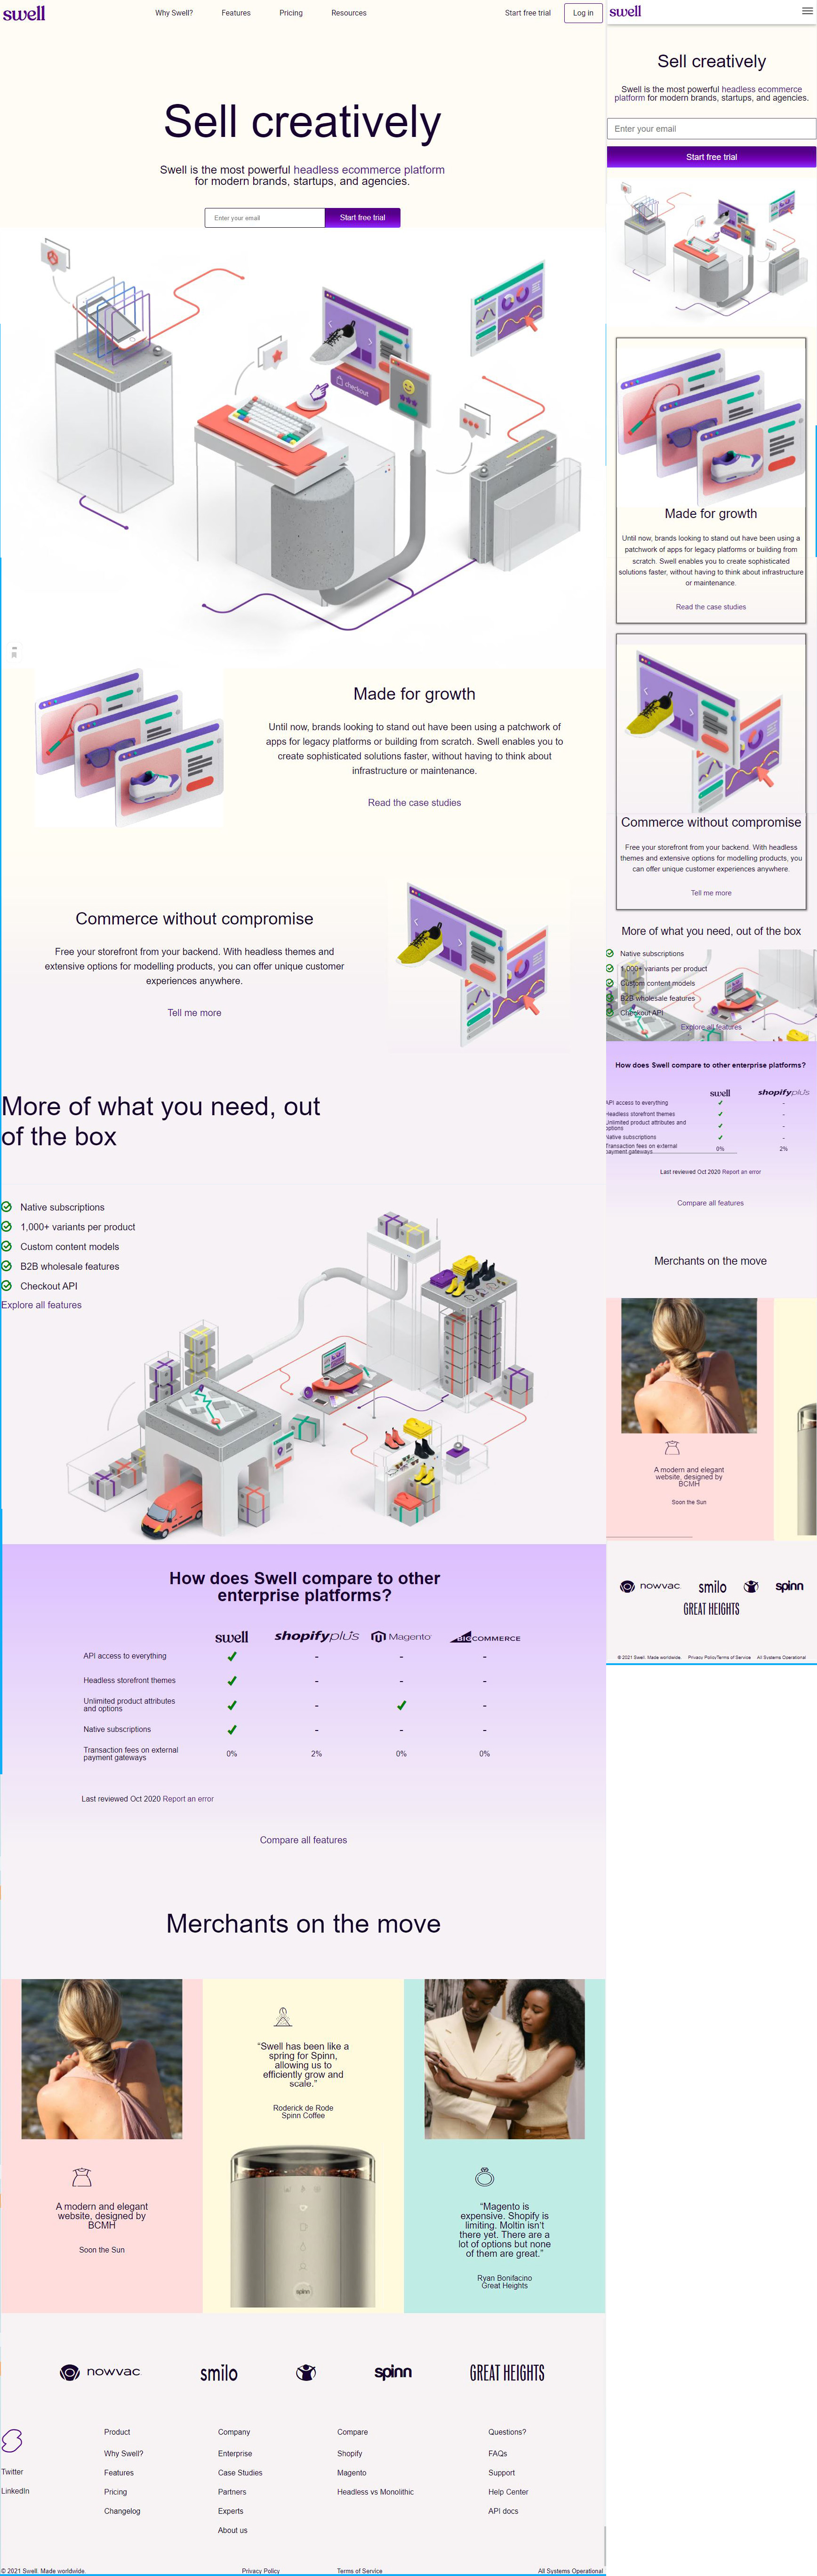 swell
Why Swell?
Features
Pricing
Resources
Start free trial
Log in
Sell creatively
Swell is the most powerful headless ecommerce platform
for modern brands, startups, and agencies.
Enter your email
Start free trial
checkout
Made for growth
Until now, brands looking to stand out have been using a patchwork of
apps for legacy platforms or building from scratch. Swell enables you to
create sophisticated solutions faster, without having to think about
infrastructure or maintenance.
Read the case studies
Commerce without compromise
Free your storefront from your backend. With headless themes and
extensive options for modelling products, you can offer unique customer
experiences anywhere.
Tell me more
More of what you need, out
of the box
Native subscriptions
1,000+ variants per product
Custom content models
B2B wholesale features
Checkout API
Explore all features
How does Swell compare to other
enterprise platforms?
swell shopifyplus Magento BIGCOMMERCE
API access to everything ✓ - - -
Headless storefront themes ✓ - - -
Unlimited product attributes
and options ✓ - ✓ -
Native subscriptions ✓ - - -
Transaction fees on external
payment gateways 0% 2% 0% 0%
Last reviewed Oct 2020 Report an error
Compare all features
Merchants on the move
A modern and elegant
website, designed by
BCMH
Soon the Sun
“Swell has been like a
spring for Spinn,
allowing us to
efficiently grow and
scale.”
Roderick de Rode
Spinn Coffee
spinn
“Magento is
expensive. Shopify is
limiting. Moltin isn’t
there yet. There are a
lot of options but none
of them are great.”
Ryan Bonifacino
Great Heights
nowvac
smilo
spinn
GREAT HEIGHTS
Twitter
LinkedIn
Product
Why Swell?
Features
Pricing
Changelog
Company
Enterprise
Case Studies
Partners
Experts
About us
Compare
Shopify
Magento
Headless vs Monolithic
Questions?
FAQs
Support
Help Center
API docs
© 2021 Swell. Made worldwide.
Privacy Policy
Terms of Service
All Systems Operational
swell
Sell creatively
Swell is the most powerful headless ecommerce
platform for modern brands, startups, and agencies.
Enter your email
Start free trial
Made for growth
Until now, brands looking to stand out have been using a
patchwork of apps for legacy platforms or building from
scratch. Swell enables you to create sophisticated
solutions faster, without having to think about infrastructure
or maintenance.
Read the case studies
Commerce without compromise
Free your storefront from your backend. With headless
themes and extensive options for modelling products, you
can offer unique customer experiences anywhere.
Tell me more
More of what you need, out of the box
Native subscriptions
1,000+ variants per product
Custom content models
B2B wholesale features
Checkout API
Explore all features
How does Swell compare to other enterprise platforms?
swell shopifyplus
API access to everything ✓ -
Headless storefront themes ✓ -
Unlimited product attributes and
options ✓ -
Native subscriptions ✓ -
Transaction fees on external
payment gateways 0% 2%
Last reviewed Oct 2020 Report an error
Compare all features
Merchants on the move
A modern and elegant
website, designed by
BCMH
Soon the Sun
nowvac
smilo
spinn
GREAT HEIGHTS
© 2021 Swell. Made worldwide.
Privacy Policy
Terms of Service
All Systems Operational